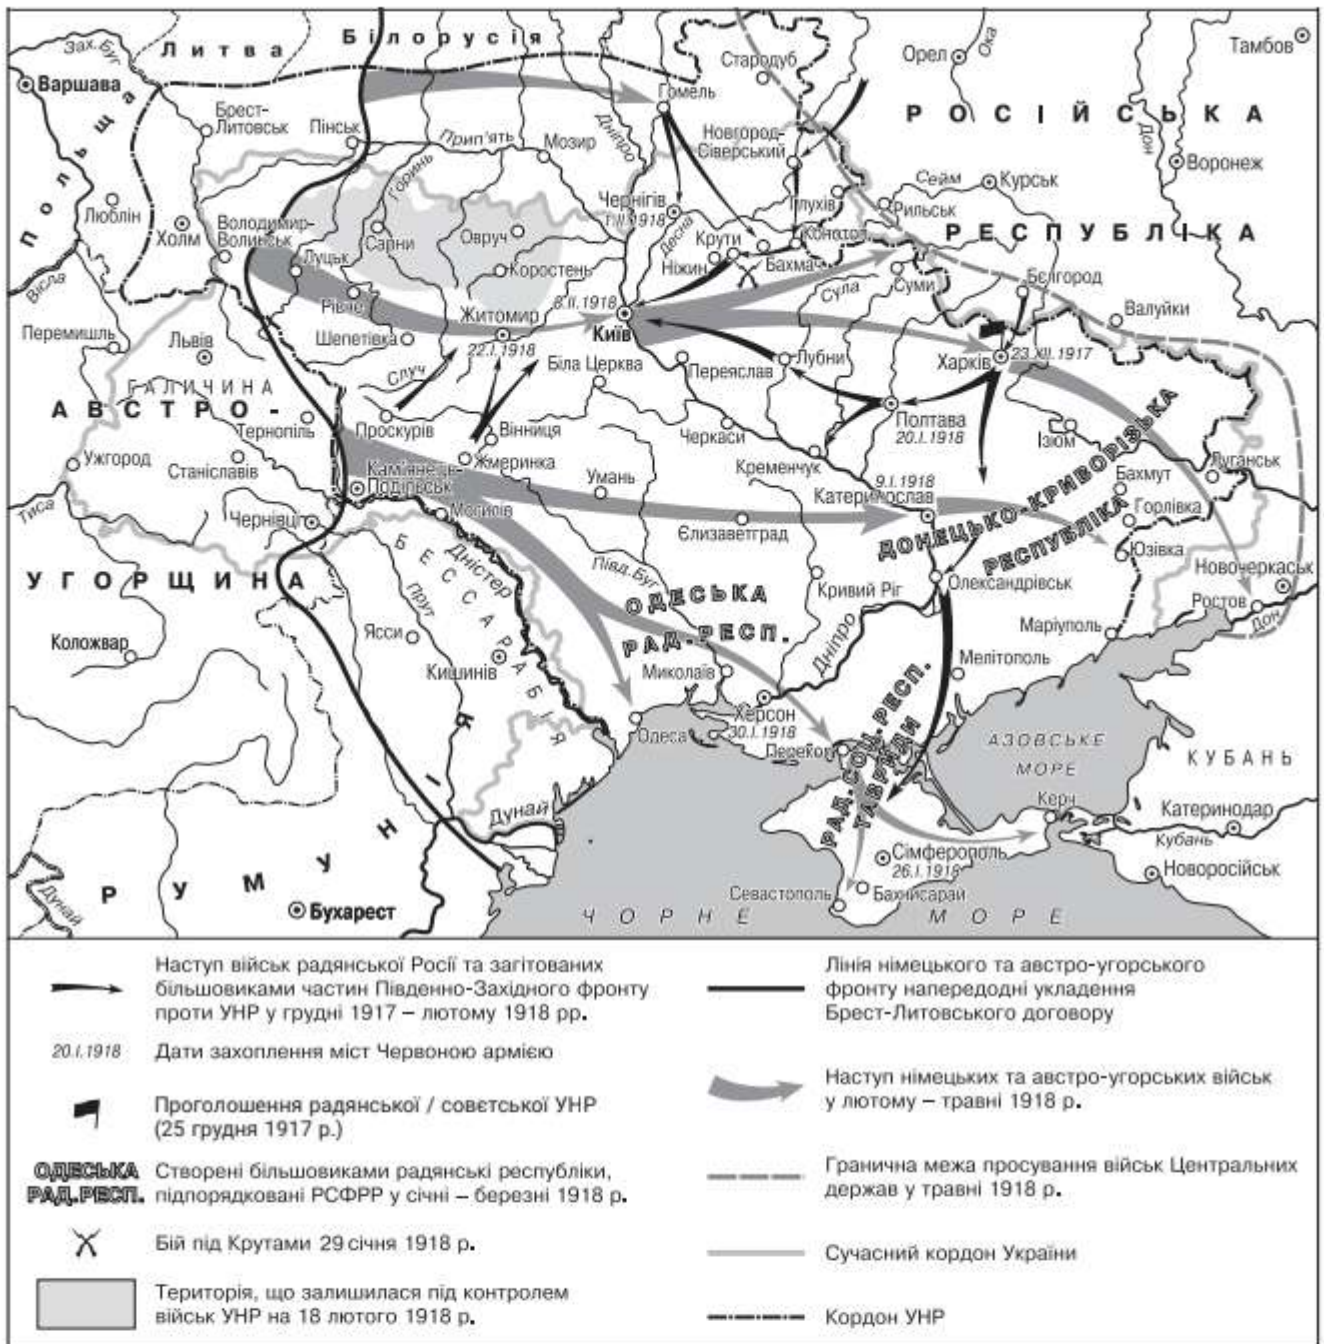 Зах.Буг
Литва
Білорусія
Стародуб
Орел
Ока
Тамбов
Варшава
Польща
Брест-
Литовськ
Пінськ
Прип'ять
Мозир
Дніпро
Гомель
Новгород-
Сіверський
РОСІЙСЬКА
Дон
Воронеж
Люблін
Холм
Володимир-
Волинськ
Горинь
Чернігів
1.II.1918
Десна
Глухів
Сейм
Курськ
Рильськ
Сарни
Овруч
Крути
Конотоп
РЕСПУБЛІКА
Вісла
Луцьк
Коростень
Ніжин
Бахмач
Сула
Суми
Бєлгород
Валуйки
Рівне
Житомир
8.II.1918
Київ
Перемишль
Львів
Шепетівка
22.I.1918
Біла Церква
Переяслав
Лубни
Харків
23.XII.1917
ГАЛИЧИНА
Случ
АВСТРО-
Тернопіль
Проскурів
Вінниця
Черкаси
Полтава
20.I.1918
Ізюм
Ужгород
Станіславів
Кам'янець-
Подільськ
Жмеринка
Умань
Кременчук
9.I.1918
Катеринослав
Бахмут
Луганськ
Тиса
Чернівці
Могилів
Єлизаветград
ДОНЕЦЬКО-КРИВОРІЗЬКА
РЕСПУБЛІКА
Горлівка
Юзівка
УГОРЩИНА
БЕССАРАБІЯ
Дністер
Півд.Буг
Кривий Ріг
Олександрівськ
Новочеркаськ
Ростов
Дон
Прут
ОДЕСЬКА
РАД.РЕСП.
Дніпро
Маріуполь
Коложвар
Ясси
Кишинів
Миколаїв
Мелітополь
Херсон
30.I.1918
Одеса
Перекоп
РАД.СОЦ.РЕСП.
ТАВРИДИ
АЗОВСЬКЕ
МОРЕ
КУБАНЬ
Дунай
Керч
Катеринодар
Кубань
Новоросійськ
Сімферополь
26.I.1918
Бахчисарай
Севастополь
РУМУНІЯ
Дунай
Бухарест
ЧОРНЕ МОРЕ
Наступ військ радянської Росії та загітованих
більшовиками частин Південно-Західного фронту
проти УНР у грудні 1917 – лютому 1918 рр.
20.I.1918 Дати захоплення міст Червоною армією
Проголошення радянської / совєтської УНР
(25 грудня 1917 р.)
ОДЕСЬКА Створені більшовиками радянські республіки,
РАД.РЕСП. підпорядковані РСФРР у січні – березні 1918 р.
Бій під Крутами 29 січня 1918 р.
Територія, що залишилася під контролем
військ УНР на 18 лютого 1918 р.
Лінія німецького та австро-угорського
фронту напередодні укладення
Брест-Литовського договору
Наступ німецьких та австро-угорських військ
у лютому – травні 1918 р.
Гранична межа просування військ Центральних
держав у травні 1918 р.
Сучасний кордон України
Кордон УНР